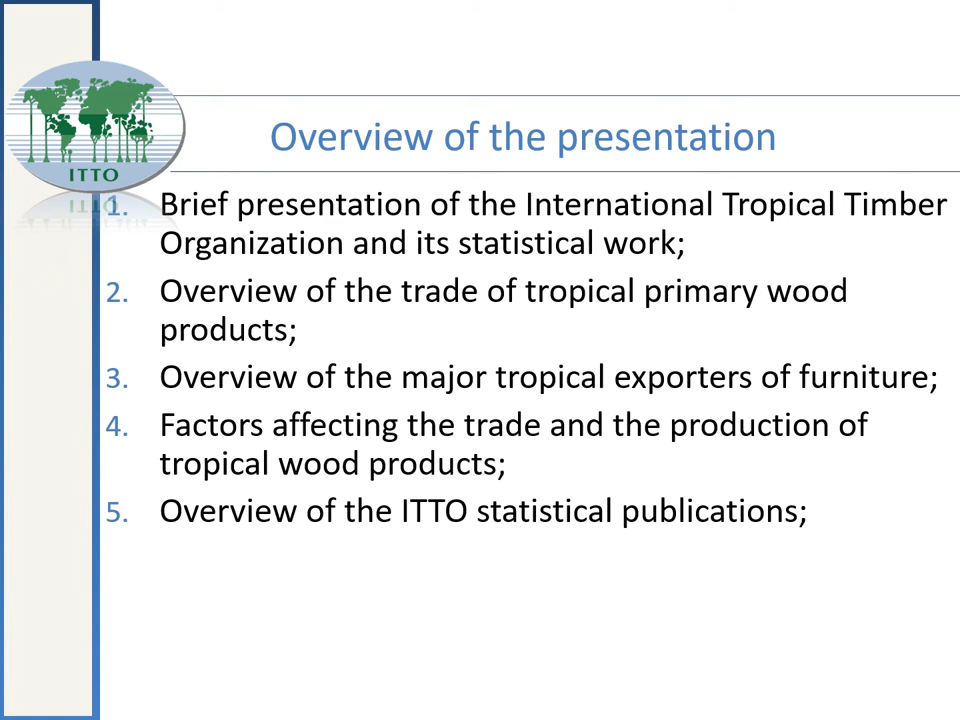 ITTO
Overview of the presentation
1. Brief presentation of the International Tropical Timber
Organization and its statistical work;
2. Overview of the trade of tropical primary wood
products;
3. Overview of the major tropical exporters of furniture;
4. Factors affecting the trade and the production of
tropical wood products;
5. Overview of the ITTO statistical publications;